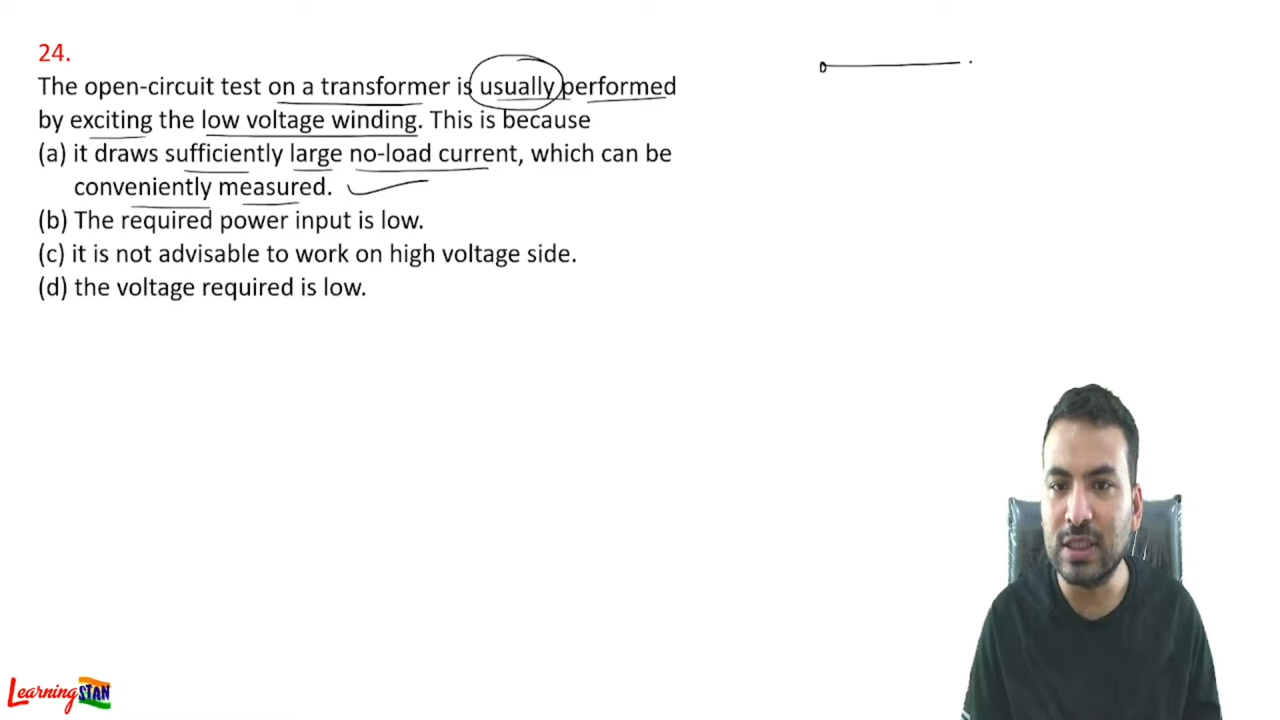 24.
The open-circuit test on a transformer is usually performed
by exciting the low voltage winding. This is because
(a) it draws sufficiently large no-load current, which can be
conveniently measured.
(b) The required power input is low.
(c) it is not advisable to work on high voltage side.
(d) the voltage required is low.
LearningSTAN